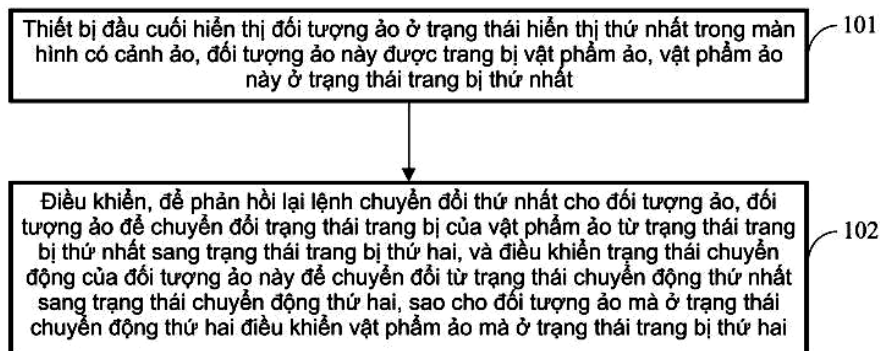 Thiết bị đầu cuối hiển thị đối tượng ảo ở trạng thái hiển thị thứ nhất trong màn
hình có cảnh ảo, đối tượng ảo này được trang bị vật phẩm ảo, vật phẩm ảo
này ở trạng thái trang bị thứ nhất
101
Điều khiển, để phản hồi lại lệnh chuyển đổi thứ nhất cho đối tượng ảo, đối
tượng ảo để chuyển đổi trạng thái trang bị của vật phẩm ảo từ trạng thái trang
bị thứ nhất sang trạng thái trang bị thứ hai, và điều khiển trạng thái chuyển
động của đối tượng ảo này để chuyển đổi từ trạng thái chuyển động thứ nhất
sang trạng thái chuyển động thứ hai, sao cho đối tượng ảo mà ở trạng thái
chuyển động thứ hai điều khiển vật phẩm ảo mà ở trạng thái trang bị thứ hai
102